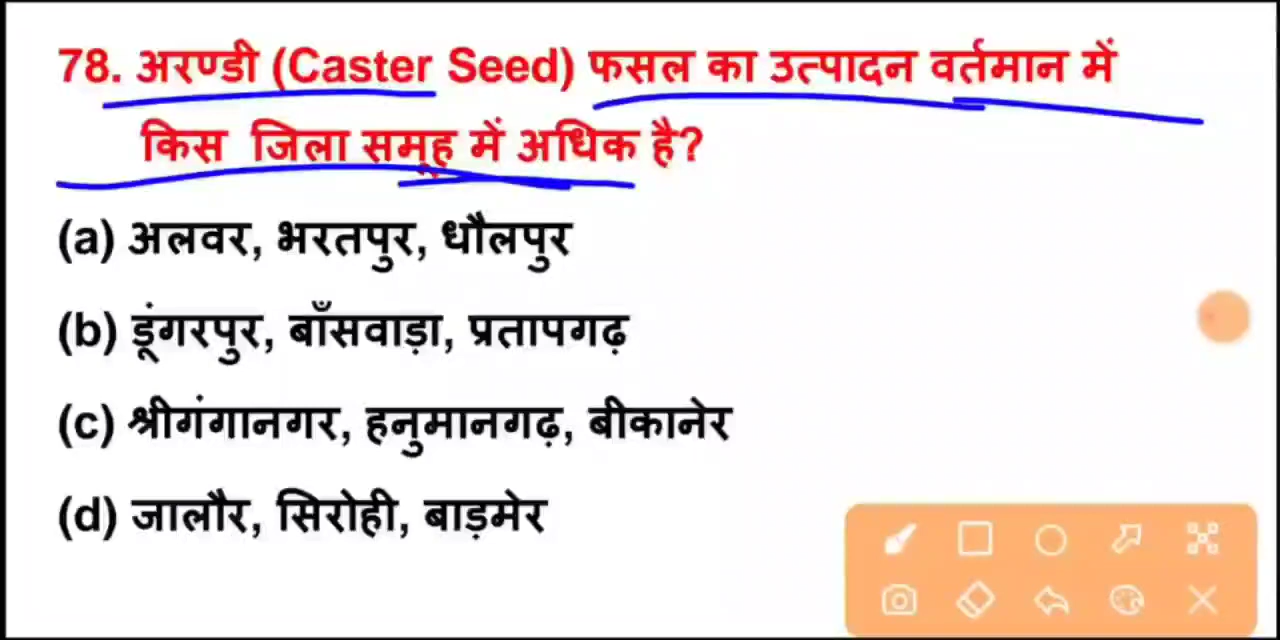 78. अरण्डी (Caster Seed) फसल का उत्पादन वर्तमान में
किस जिला समूह में अधिक है?
(a) अलवर, भरतपुर, धौलपुर
(b) डूंगरपुर, बाँसवाड़ा, प्रतापगढ़
(c) श्रीगंगानगर, हनुमानगढ़, बीकानेर
(d) जालौर, सिरोही, बाड़मेर